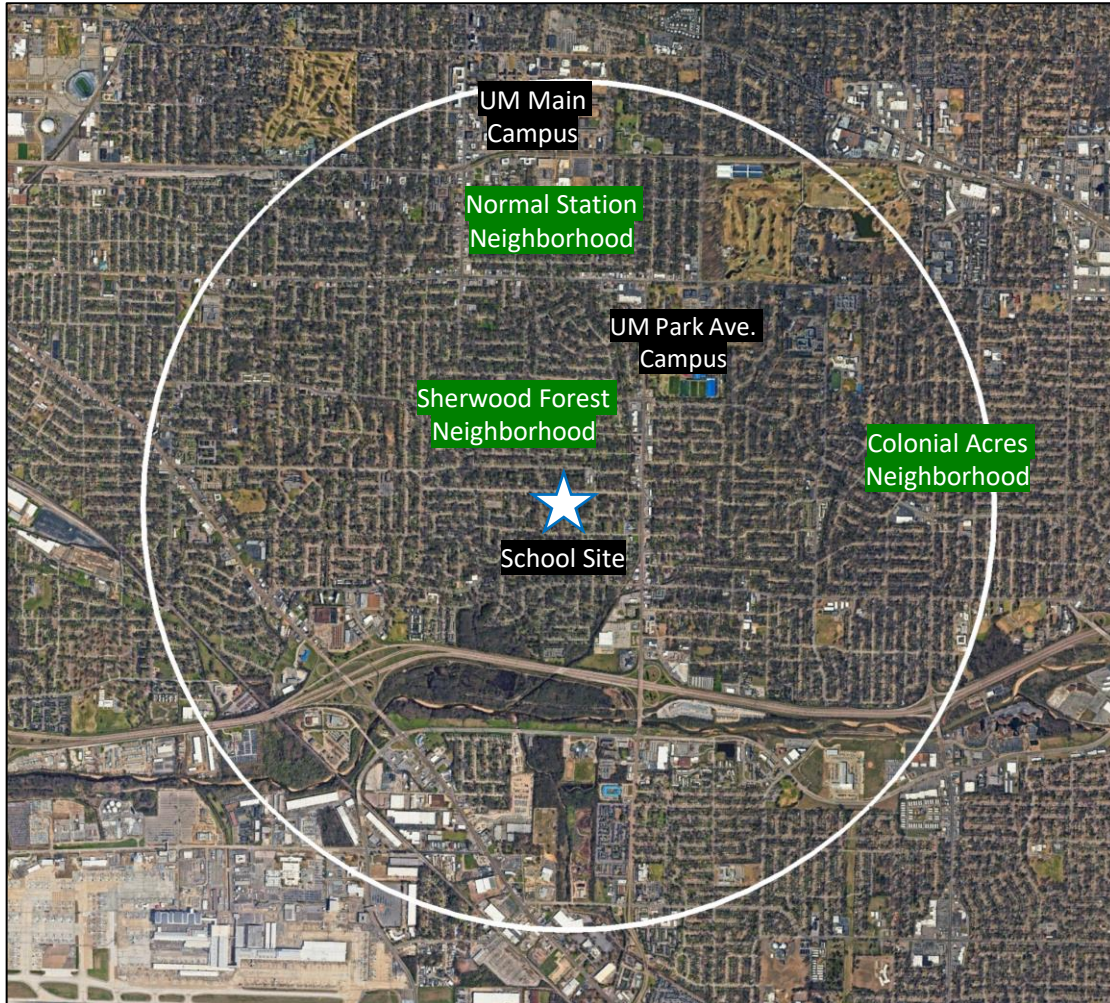 UM Main
Campus
Normal Station
Neighborhood
UM Park Ave.
Campus
Sherwood Forest
Neighborhood
Colonial Acres
Neighborhood
School Site